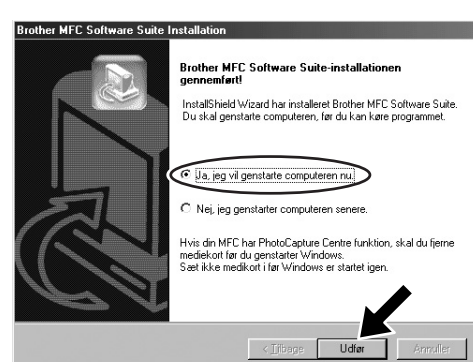 Brother MFC Software Suite Installation
Brother MFC Software Suite-installationen
gennemført!
InstallShield Wizard har installeret Brother MFC Software Suite.
Du skal genstarte computeren, før du kan køre programmet.
Ja, jeg vil genstarte computeren nu.
Nej, jeg genstarter computeren senere.
Hvis din MFC har PhotoCapture Centre funktion, skal du fjerne
mediekort før du genstarter Windows.
Sæt ikke medikort i før Windows er startet igen.
< Tilbage Udfør Annuller